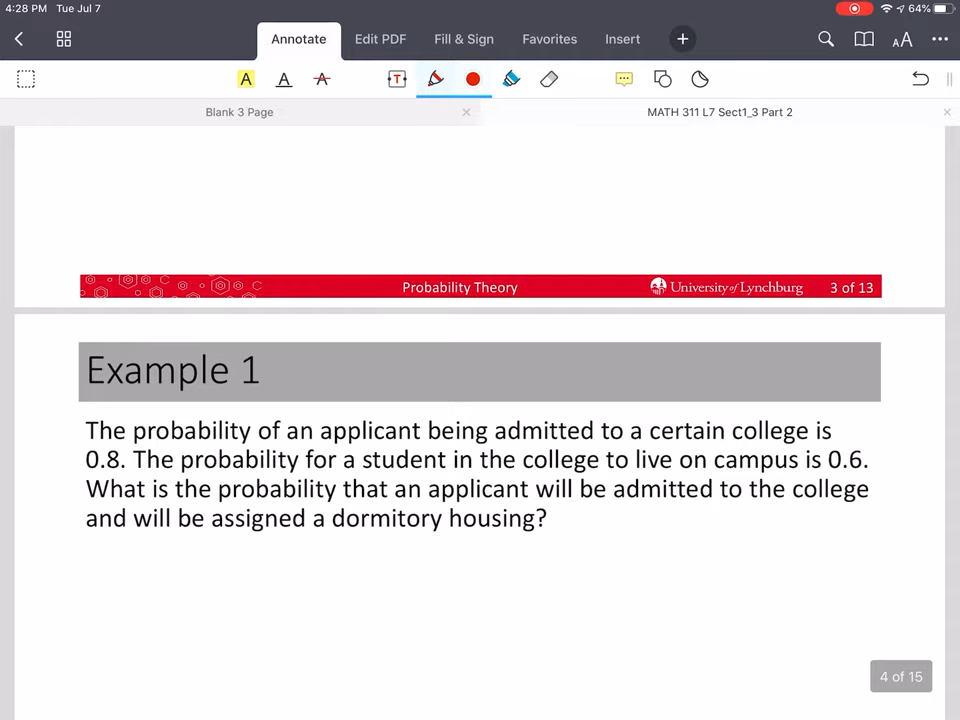 4:28 PM Tue Jul 7 64%
Annotate Edit PDF Fill & Sign Favorites Insert
AA
A A A T
Blank 3 Page MATH 311 L7 Sect1_3 Part 2
Probability Theory University of Lynchburg 3 of 13
Example 1
The probability of an applicant being admitted to a certain college is
0.8. The probability for a student in the college to live on campus is 0.6.
What is the probability that an applicant will be admitted to the college
and will be assigned a dormitory housing?
4 of 15